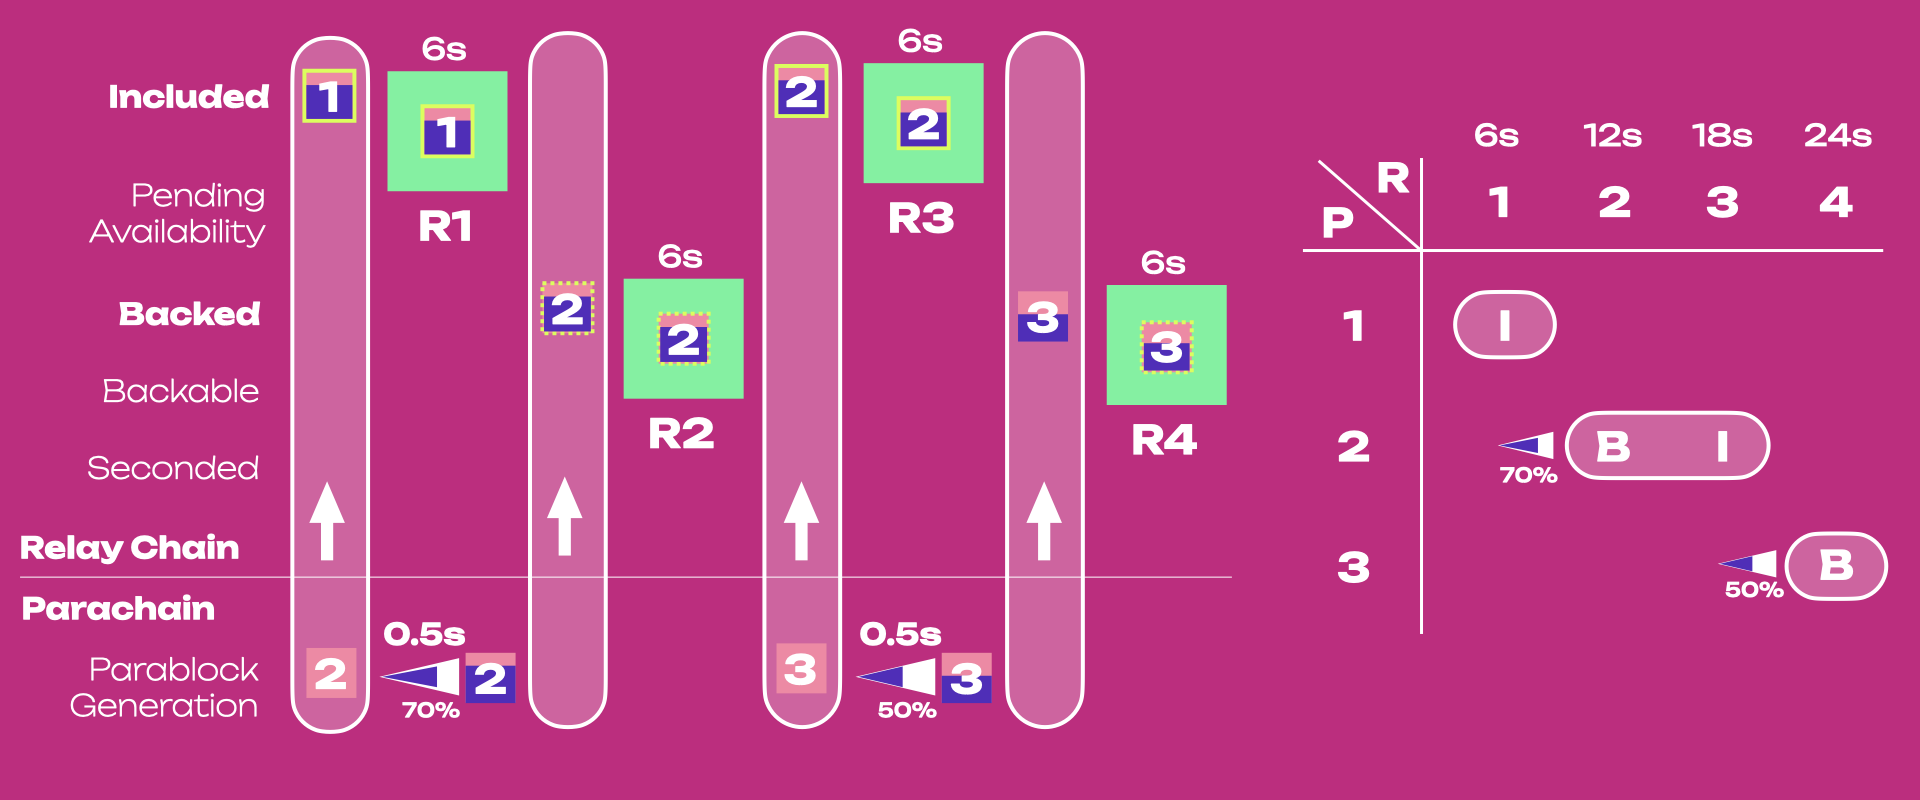 6s
6s
Included
1
1
2
2
6s
12s
18s
24s
R
1
2
3
4
P
Pending
Availability
R1
R3
6s
6s
Backed
2
2
3
3
1
I
Backable
R2
R4
2
B
I
70%
Seconded
Relay Chain
3
B
50%
Parachain
0.5s
0.5s
Parablock
Generation
2
2
70%
3
3
50%